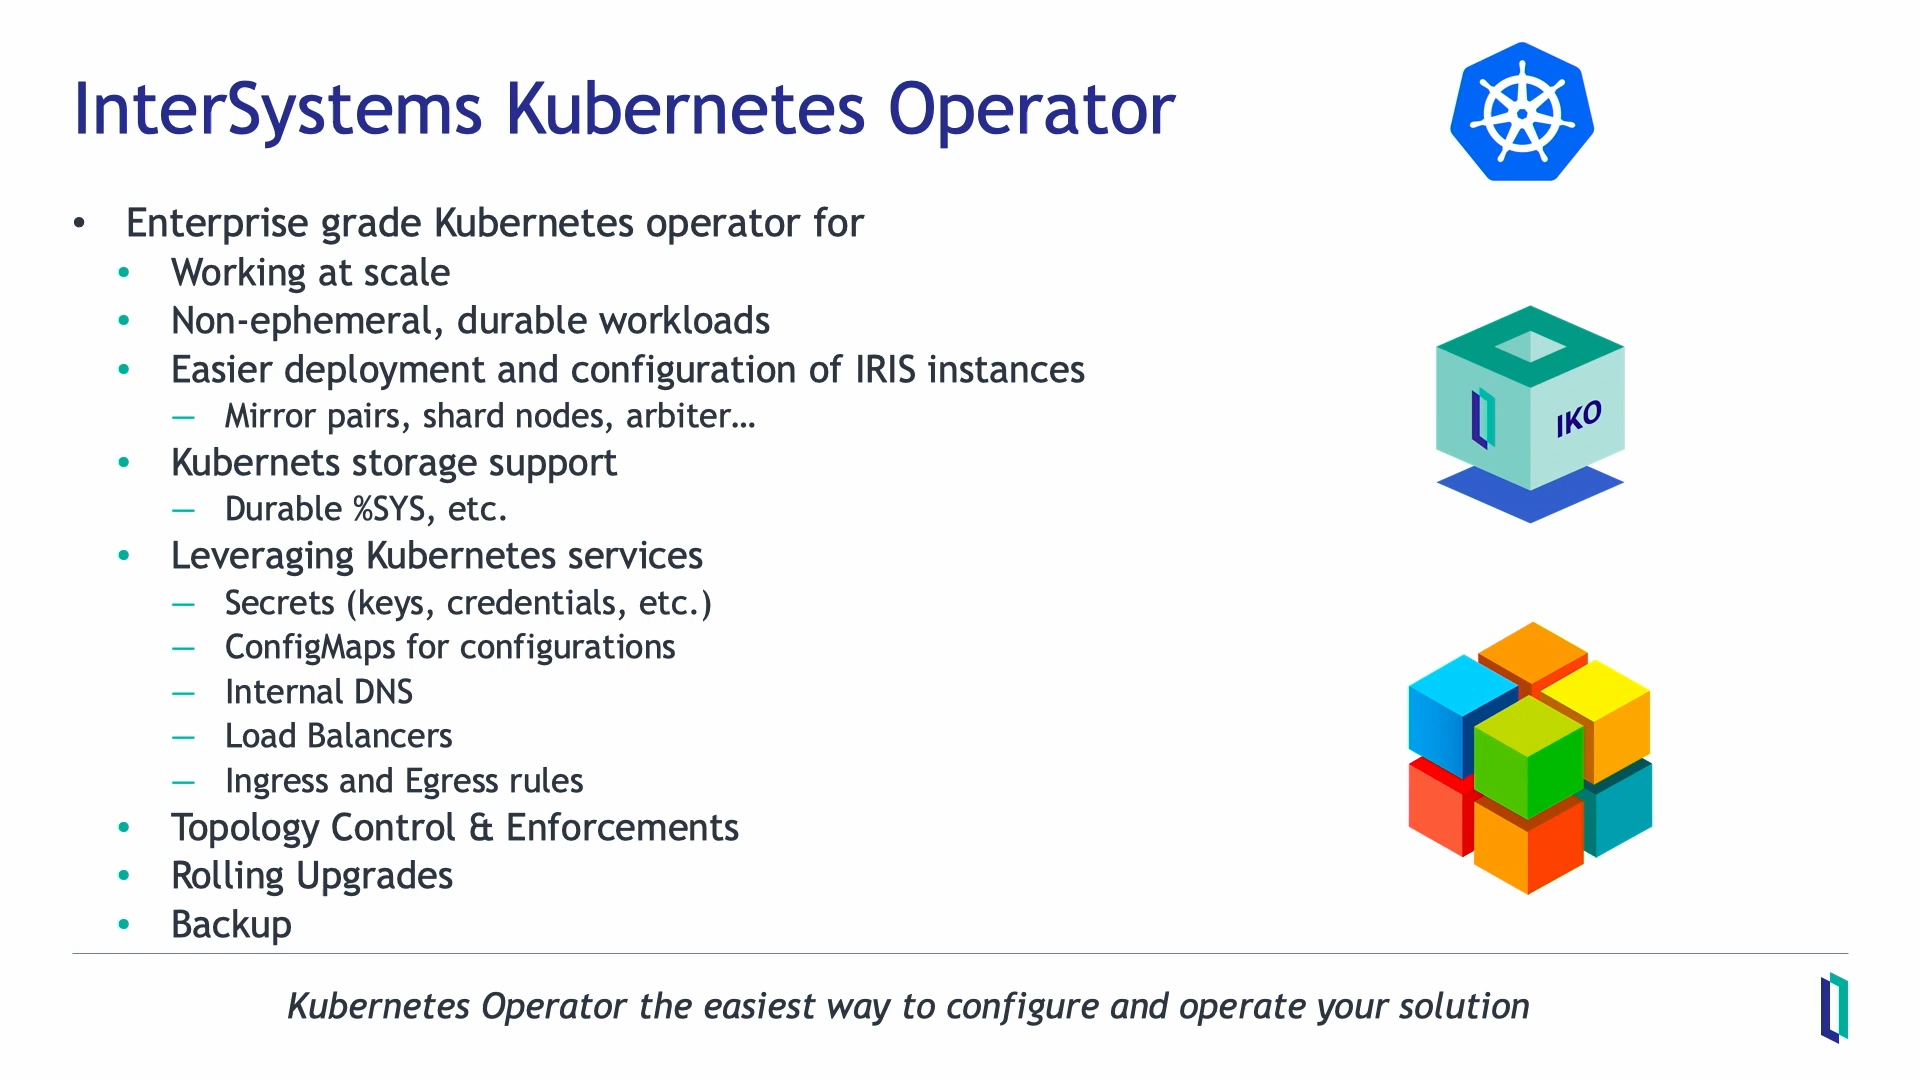 InterSystems Kubernetes Operator
• Enterprise grade Kubernetes operator for
• Working at scale
• Non-ephemeral, durable workloads
• Easier deployment and configuration of IRIS instances
— Mirror pairs, shard nodes, arbiter…
• Kubernets storage support
— Durable %SYS, etc.
• Leveraging Kubernetes services
— Secrets (keys, credentials, etc.)
— ConfigMaps for configurations
— Internal DNS
— Load Balancers
— Ingress and Egress rules
• Topology Control & Enforcements
• Rolling Upgrades
• Backup
IKO
Kubernetes Operator the easiest way to configure and operate your solution